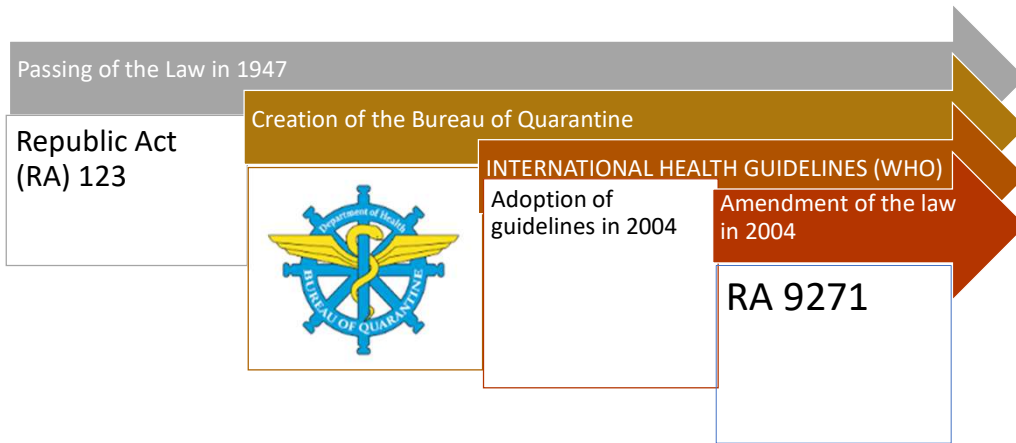 Passing of the Law in 1947
Republic Act
(RA) 123
Creation of the Bureau of Quarantine
Department of Health
BUREAU OF QUARANTINE
INTERNATIONAL HEALTH GUIDELINES (WHO)
Adoption of
guidelines in 2004
Amendment of the law
in 2004
RA 9271